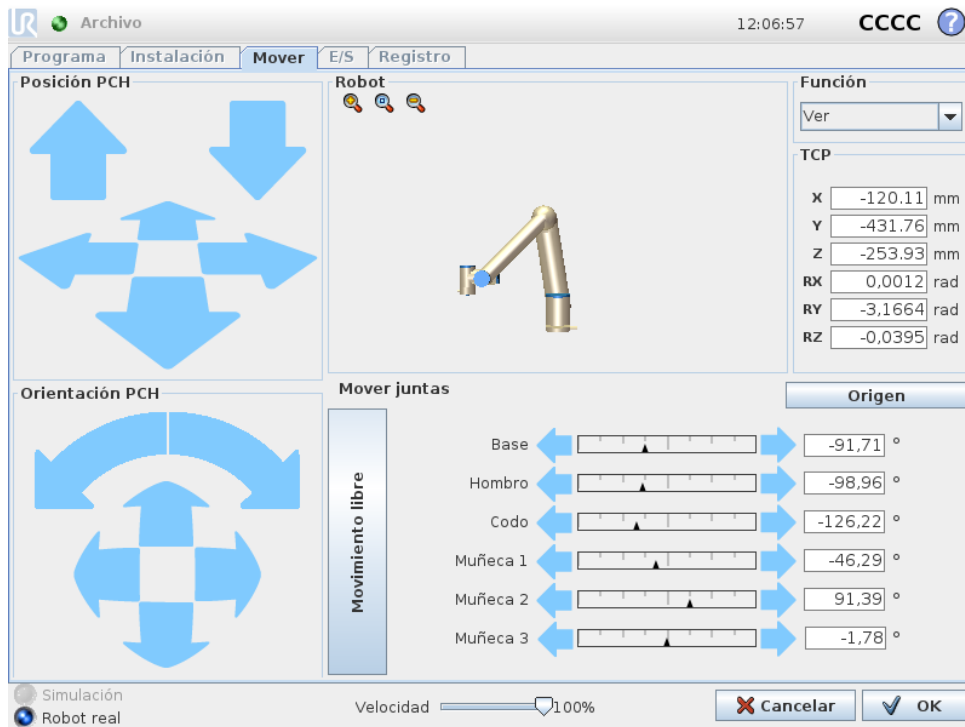 UR Archivo 12:06:57 CCCC ?
Programa Instalación Mover E/S Registro
Posición PCH
Robot
Función
Ver
TCP
X -120.11 mm
Y -431.76 mm
Z -253.93 mm
RX 0,0012 rad
RY -3,1664 rad
RZ -0,0395 rad
Orientación PCH
Mover juntas
Origen
Movimiento libre
Base -91,71 °
Hombro -98,96 °
Codo -126,22 °
Muñeca 1 -46,29 °
Muñeca 2 91,39 °
Muñeca 3 -1,78 °
Simulación
Robot real
Velocidad 100%
Cancelar
OK